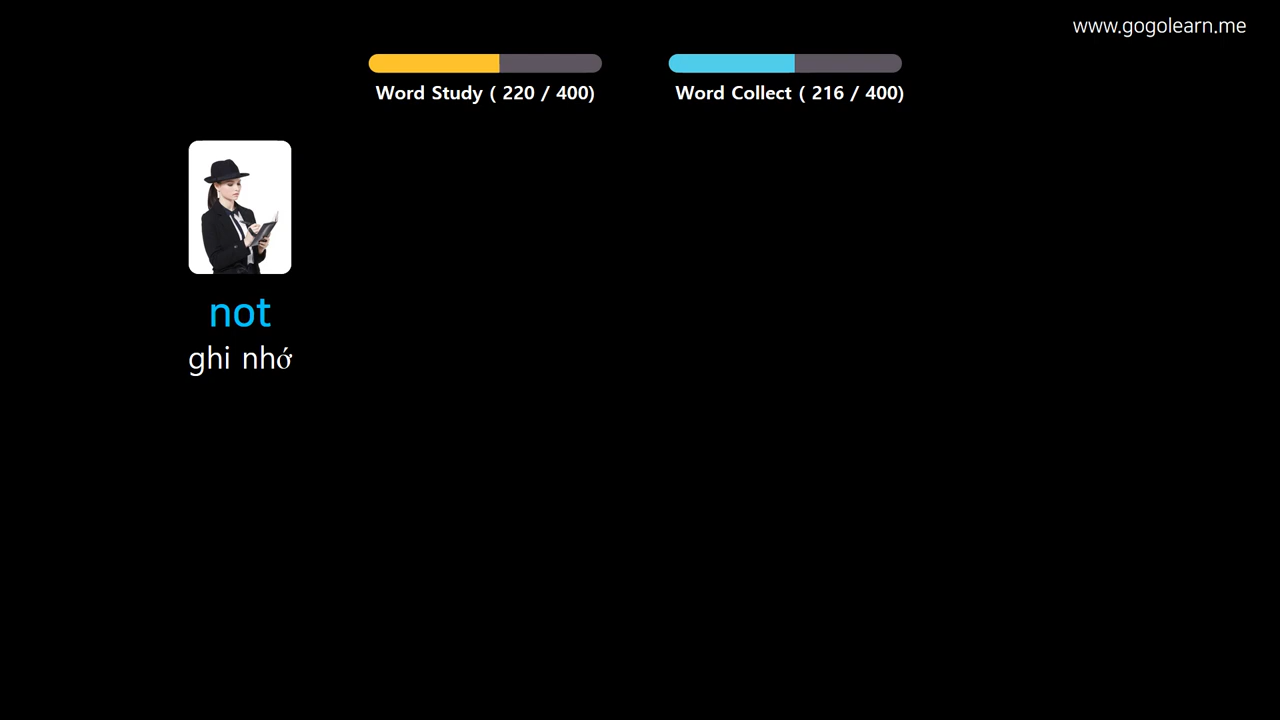 www.gogolearn.me
Word Study ( 220 / 400)
Word Collect ( 216 / 400)
not
ghi nhớ